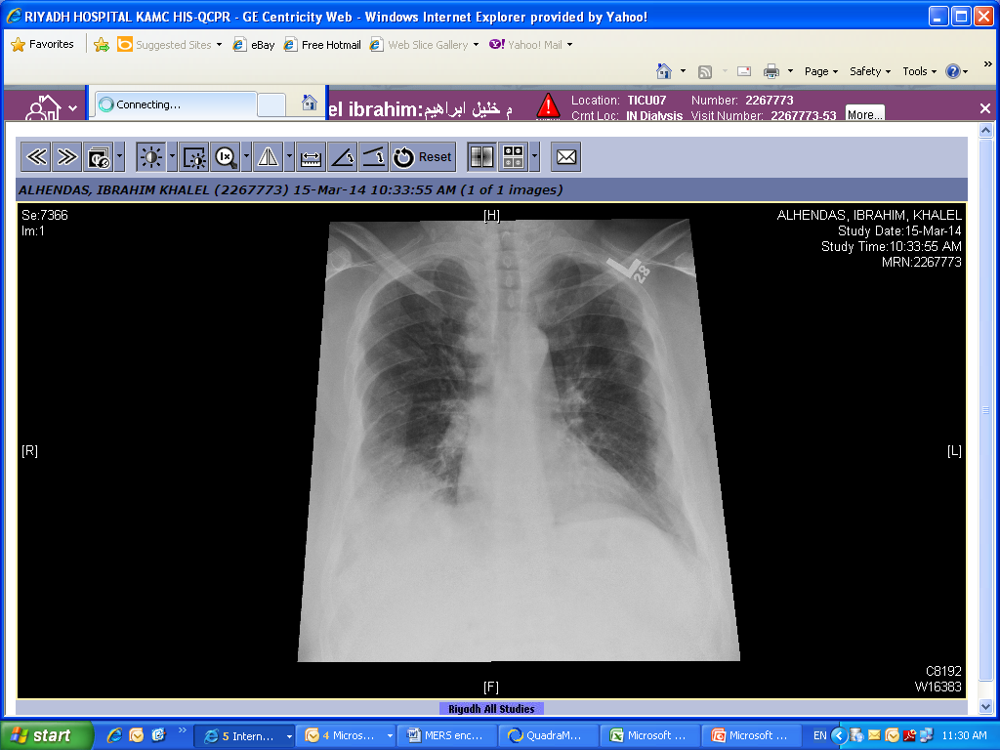 RIYADH HOSPITAL KAMC HIS-QCPR - GE Centricity Web - Windows Internet Explorer provided by Yahoo!
Favorites Suggested Sites eBay Free Hotmail Web Slice Gallery Yahoo! Mail
Page Safety Tools
Connecting...
el ibrahim:م خليل ابراهيم
Location: TICU07 Number: 2267773
Crnt Loc: IN Dialysis Visit Number: 2267773-53 More...
Reset
ALHENDAS, IBRAHIM KHALEL (2267773) 15-Mar-14 10:33:55 AM (1 of 1 images)
Se:7366 [H] ALHENDAS, IBRAHIM, KHALEL
Im:1 Study Date:15-Mar-14
Study Time:10:33:55 AM
MRN:2267773
L 28
[R] [L]
C8192
[F] W16383
Riyadh All Studies
start 5 Intern... 4 Micros... MERS enc... QuadraM... Microsoft ... Microsoft ... EN 11:30 AM